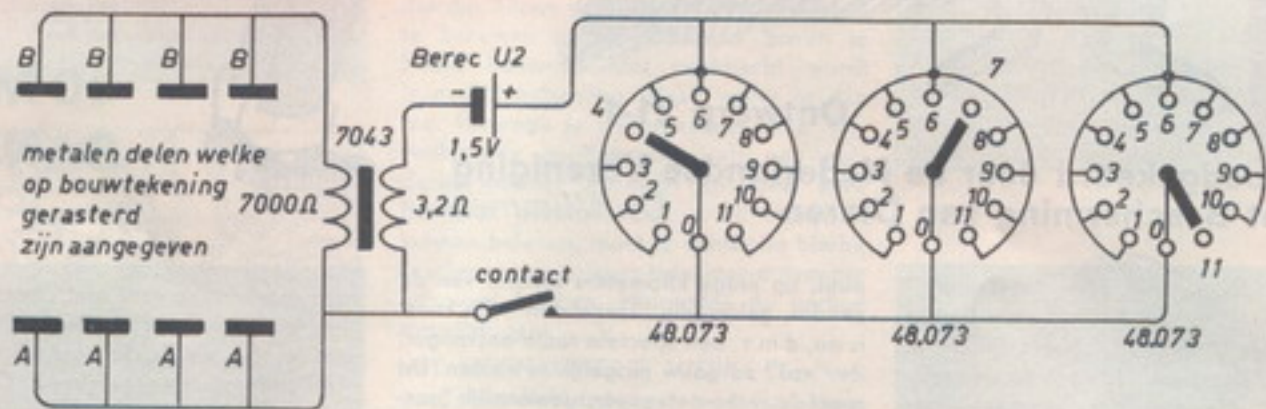 B B B B
metalen delen welke
op bouwtekening
gerasterd
zijn aangegeven
A A A A
7043
7000Ω
3,2Ω
Berec U2
- +
1,5V
contact
4
5 6 7 8 9 10 11 0 1 2 3
48.073
7
8 9 10 11 0 1 2 3 4 5 6
48.073
0 1 2 3 4 5 6 7 8 9 10
11
48.073